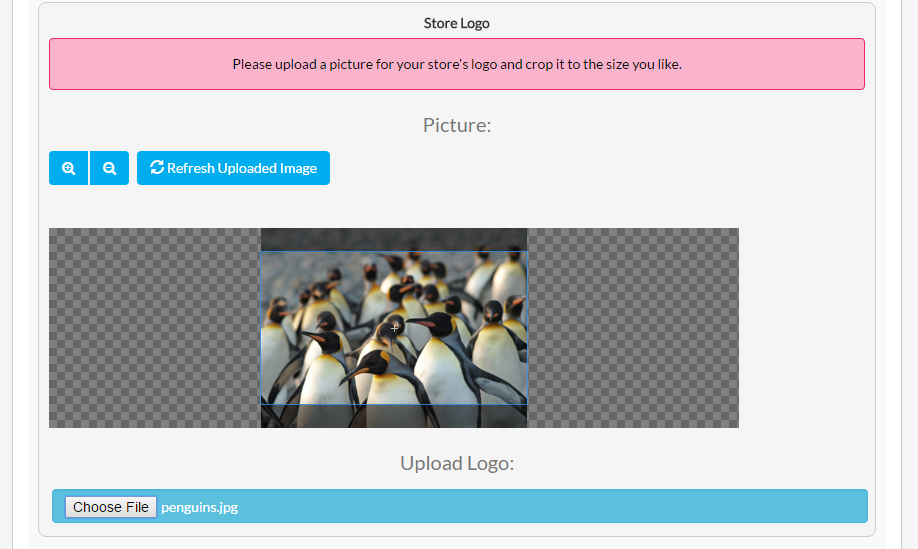 Store Logo
Please upload a picture for your store's logo and crop it to the size you like.
Picture:
Refresh Uploaded Image
Upload Logo:
Choose File penguins.jpg